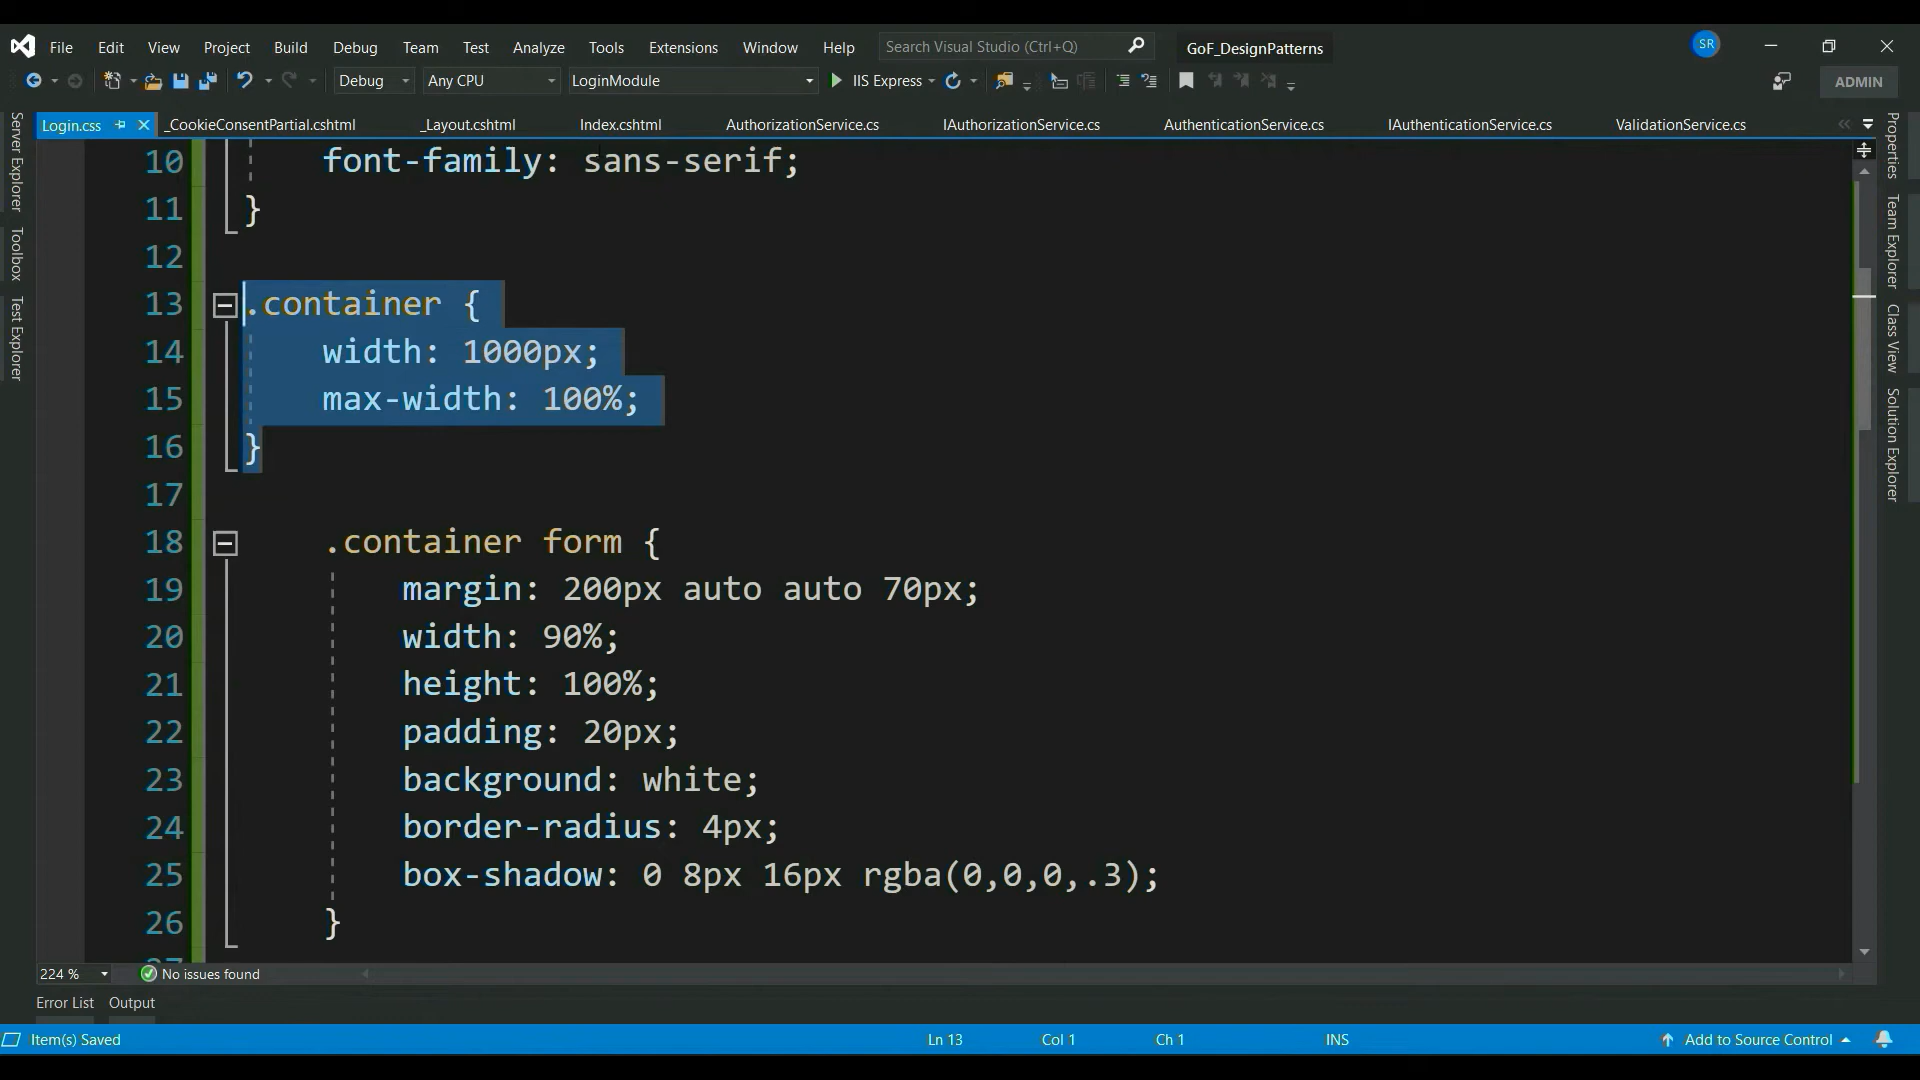 File Edit View Project Build Debug Team Test Analyze Tools Extensions Window Help Search Visual Studio (Ctrl+Q) GoF_DesignPatterns SR
Debug Any CPU LoginModule IIS Express ADMIN
Login.css _CookieConsentPartial.cshtml _Layout.cshtml Index.cshtml AuthorizationService.cs IAuthorizationService.cs AuthenticationService.cs IAuthenticationService.cs ValidationService.cs
Server Explorer
Toolbox
Test Explorer
10 font-family: sans-serif;
11 }
12
13 .container {
14 width: 1000px;
15 max-width: 100%;
16 }
17
18 .container form {
19 margin: 200px auto auto 70px;
20 width: 90%;
21 height: 100%;
22 padding: 20px;
23 background: white;
24 border-radius: 4px;
25 box-shadow: 0 8px 16px rgba(0,0,0,.3);
26 }
27
Properties
Team Explorer
Class View
Solution Explorer
224 % No issues found
Error List Output
Item(s) Saved Ln 13 Col 1 Ch 1 INS Add to Source Control